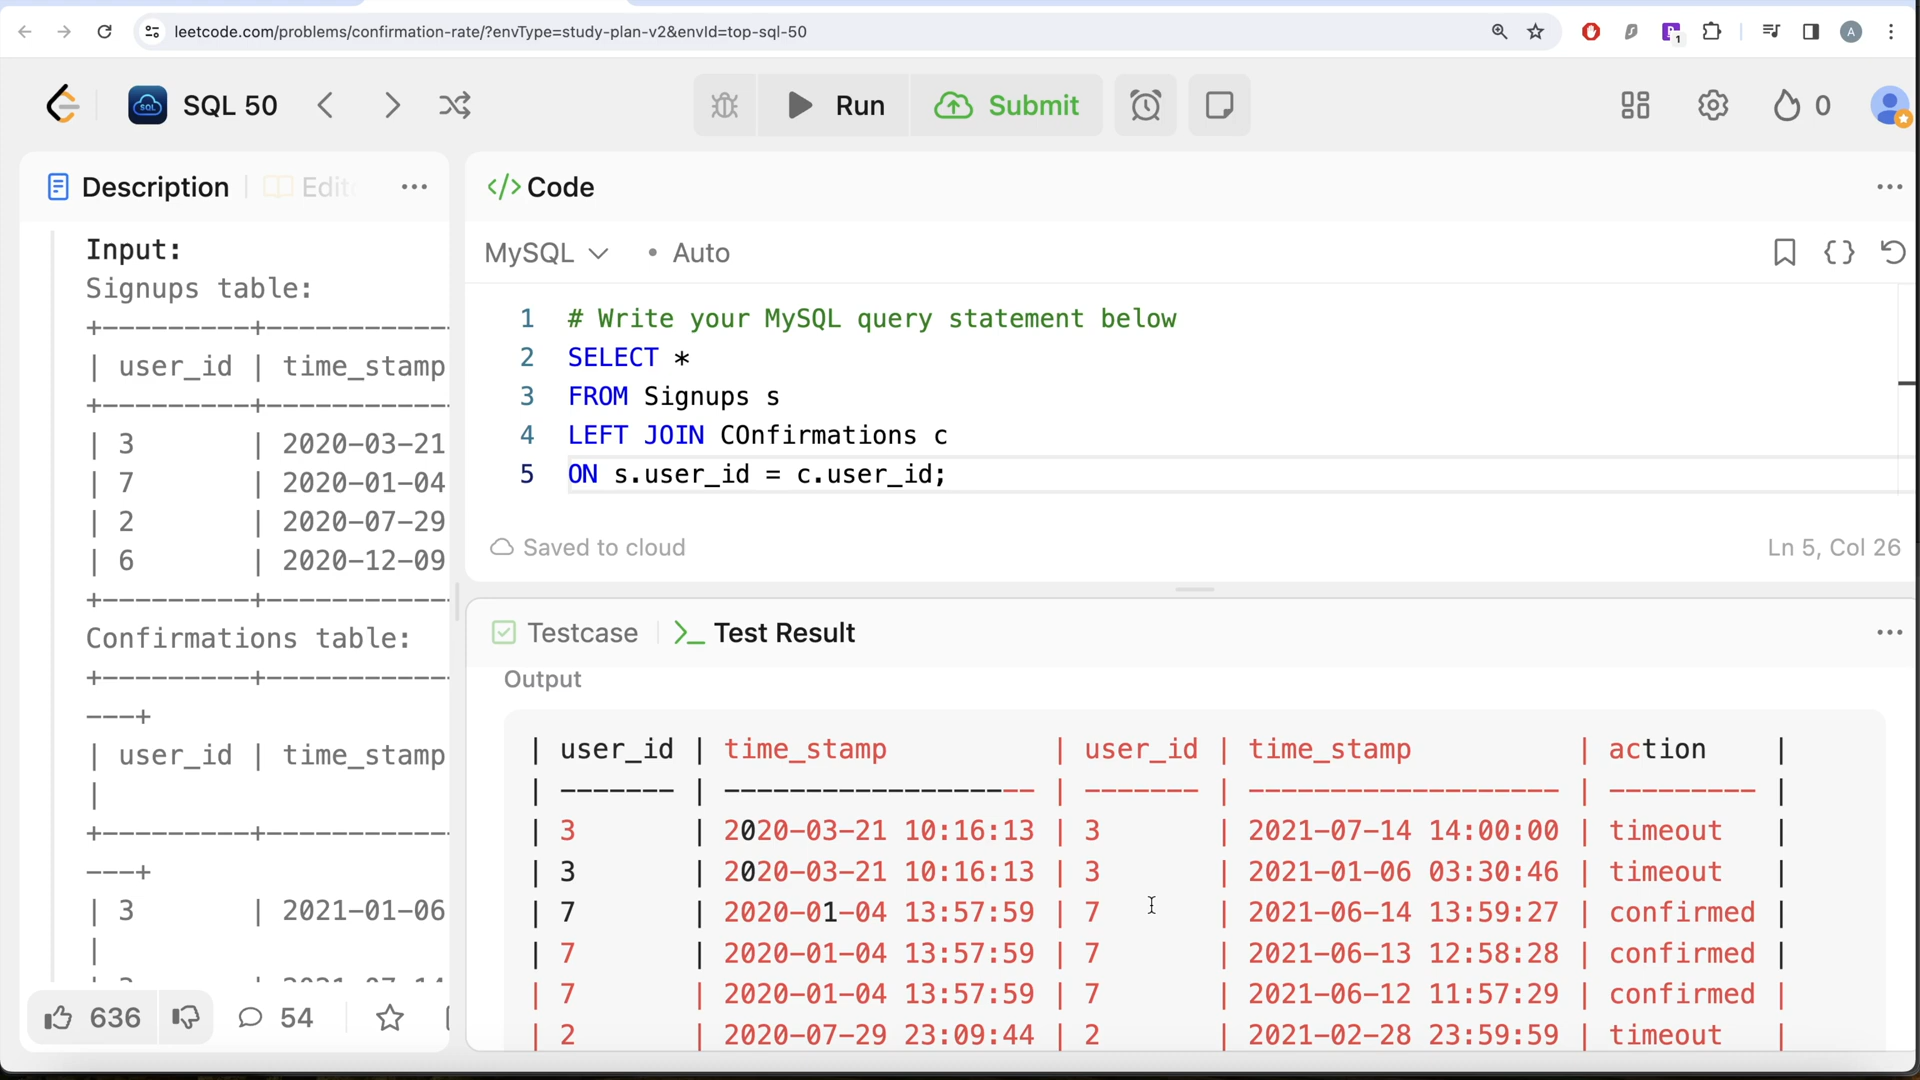 leetcode.com/problems/confirmation-rate/?envType=study-plan-v2&envId=top-sql-50
1
A
SQL
SQL 50
Run
Submit
0
Description
Edit
Input:
Signups table:
+---------+-----------
| user_id | time_stamp
+---------+-----------
| 3       | 2020-03-21
| 7       | 2020-01-04
| 2       | 2020-07-29
| 6       | 2020-12-09
+---------+-----------
Confirmations table:
+---------+-----------
---+
| user_id | time_stamp
|
+---------+-----------
---+
| 3       | 2021-01-06
|
636
54
</> Code
MySQL
• Auto
1 # Write your MySQL query statement below
2 SELECT *
3 FROM Signups s
4 LEFT JOIN COnfirmations c
5 ON s.user_id = c.user_id;
Saved to cloud
Ln 5, Col 26
Testcase
>_ Test Result
Output
| user_id | time_stamp          | user_id | time_stamp          | action    |
| ------- | ------------------- | ------- | ------------------- | --------- |
| 3       | 2020-03-21 10:16:13 | 3       | 2021-07-14 14:00:00 | timeout   |
| 3       | 2020-03-21 10:16:13 | 3       | 2021-01-06 03:30:46 | timeout   |
| 7       | 2020-01-04 13:57:59 | 7       | 2021-06-14 13:59:27 | confirmed |
| 7       | 2020-01-04 13:57:59 | 7       | 2021-06-13 12:58:28 | confirmed |
| 7       | 2020-01-04 13:57:59 | 7       | 2021-06-12 11:57:29 | confirmed |
| 2       | 2020-07-29 23:09:44 | 2       | 2021-02-28 23:59:59 | timeout   |